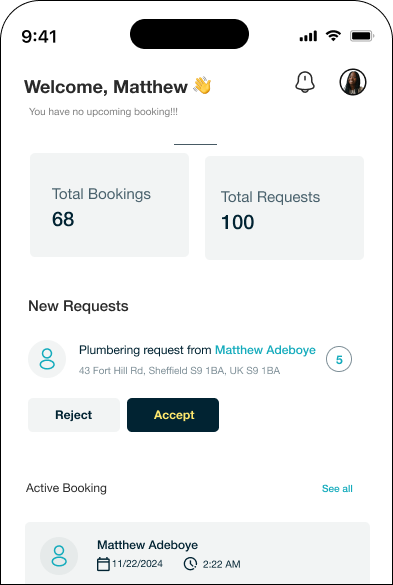 9:41
Welcome, Matthew 👋
You have no upcoming booking!!!
Total Bookings
68
Total Requests
100
New Requests
Plumbering request from Matthew Adeboye
43 Fort Hill Rd, Sheffield S9 1BA, UK S9 1BA
5
Reject
Accept
Active Booking
See all
Matthew Adeboye
11/22/2024
2:22 AM